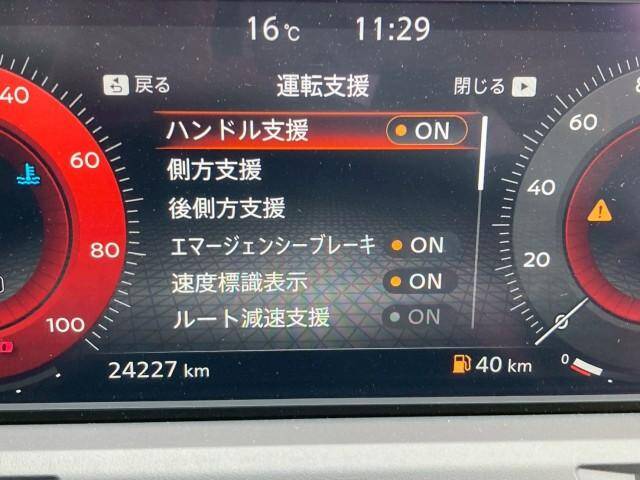 16℃ 11:29
戻る 運転支援 閉じる
ハンドル支援 ON
側方支援
後側方支援
エマージェンシーブレーキ ON
速度標識表示 ON
ルート減速支援 ON
40
60
80
100
60
40
20
0
24227 km
40 km
0